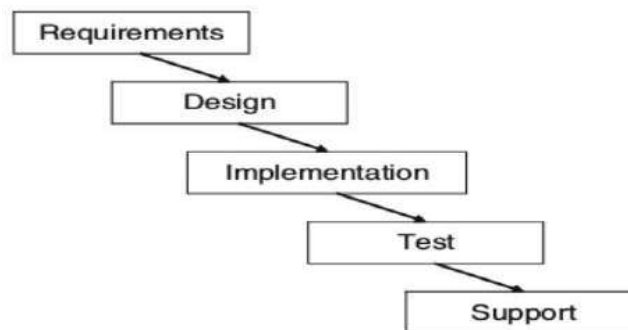 Requirements
Design
Implementation
Test
Support